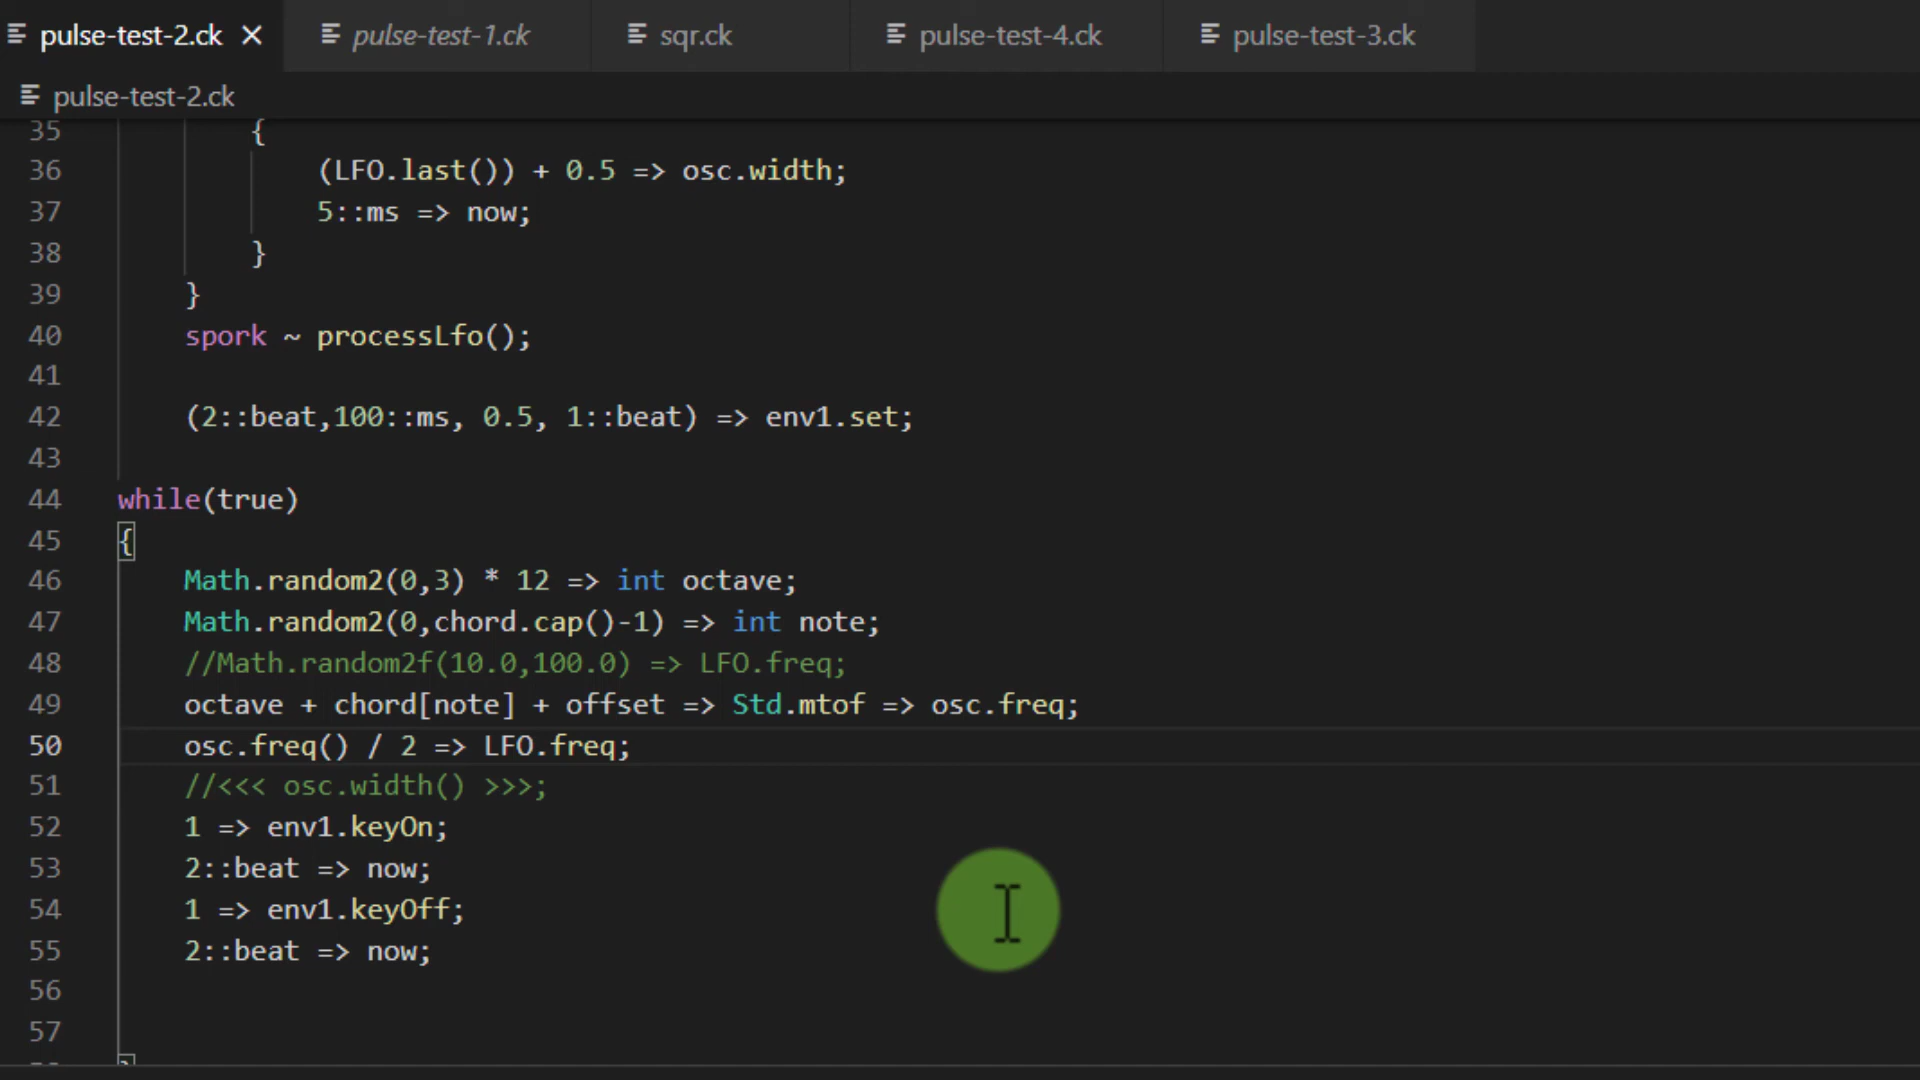 pulse-test-2.ck pulse-test-1.ck sqr.ck pulse-test-4.ck pulse-test-3.ck
pulse-test-2.ck
35 {
36 (LFO.last()) + 0.5 => osc.width;
37 5::ms => now;
38 }
39 }
40 spork ~ processLfo();
41
42 (2::beat,100::ms, 0.5, 1::beat) => env1.set;
43
44 while(true)
45 {
46 Math.random2(0,3) * 12 => int octave;
47 Math.random2(0,chord.cap()-1) => int note;
48 //Math.random2f(10.0,100.0) => LFO.freq;
49 octave + chord[note] + offset => Std.mtof => osc.freq;
50 osc.freq() / 2 => LFO.freq;
51 //<<< osc.width() >>>;
52 1 => env1.keyOn;
53 2::beat => now;
54 1 => env1.keyOff;
55 2::beat => now;
56
57